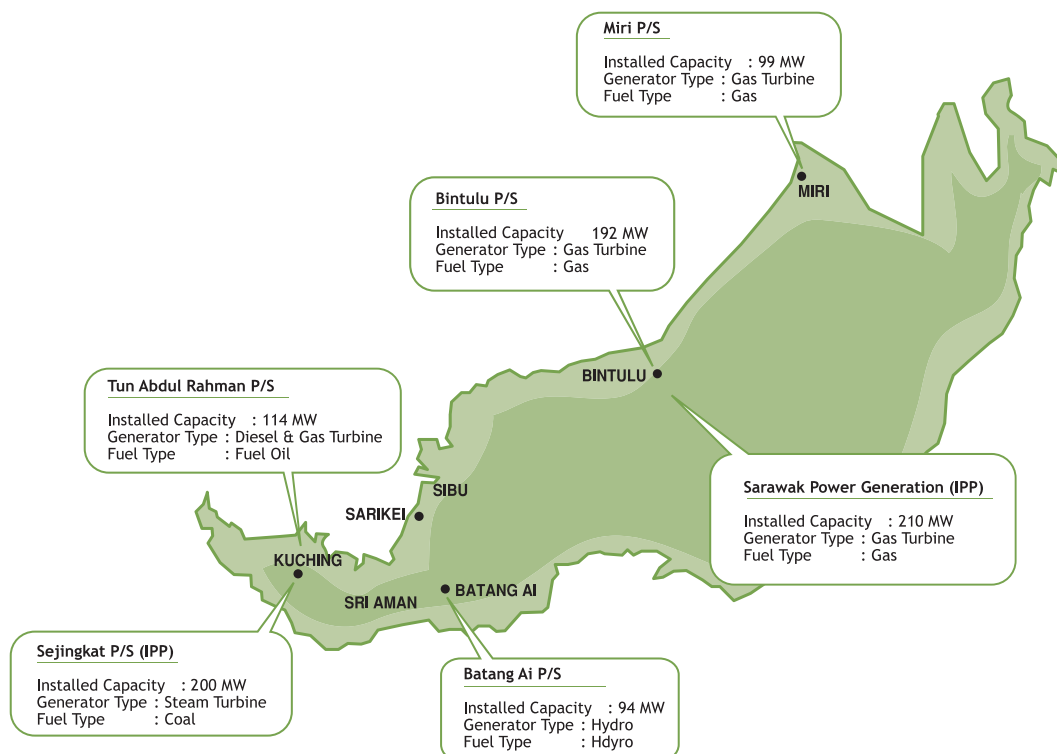 Miri P/S
Installed Capacity : 99 MW
Generator Type : Gas Turbine
Fuel Type : Gas
MIRI
Bintulu P/S
Installed Capacity 192 MW
Generator Type : Gas Turbine
Fuel Type : Gas
BINTULU
Tun Abdul Rahman P/S
Installed Capacity : 114 MW
Generator Type : Diesel & Gas Turbine
Fuel Type : Fuel Oil
SIBU
SARIKEI
Sarawak Power Generation (IPP)
Installed Capacity : 210 MW
Generator Type : Gas Turbine
Fuel Type : Gas
KUCHING
SRI AMAN
BATANG AI
Sejingkat P/S (IPP)
Installed Capacity : 200 MW
Generator Type : Steam Turbine
Fuel Type : Coal
Batang Ai P/S
Installed Capacity : 94 MW
Generator Type : Hydro
Fuel Type : Hdyro